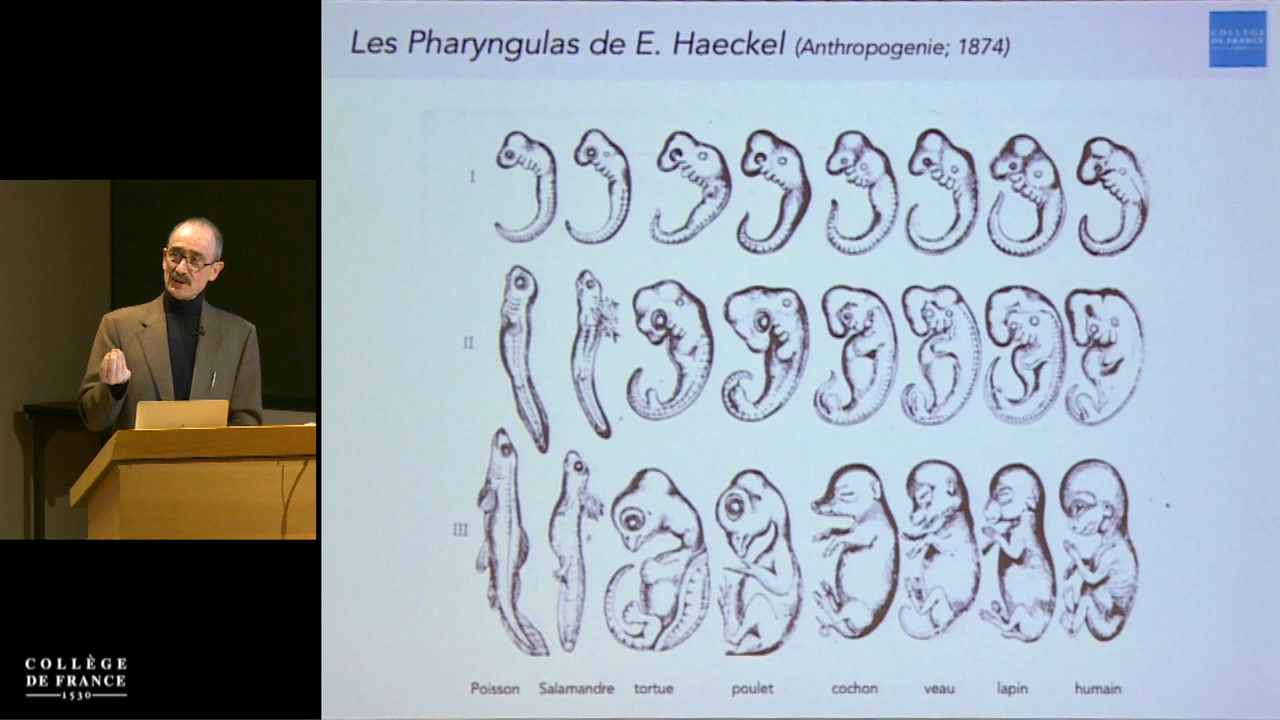 Les Pharyngulas de E. Haeckel (Anthropogenie; 1874)
COLLÈGE
DE FRANCE
1530
I
II
III
Poisson Salamandre tortue poulet cochon veau lapin humain
COLLÈGE
DE FRANCE
1530